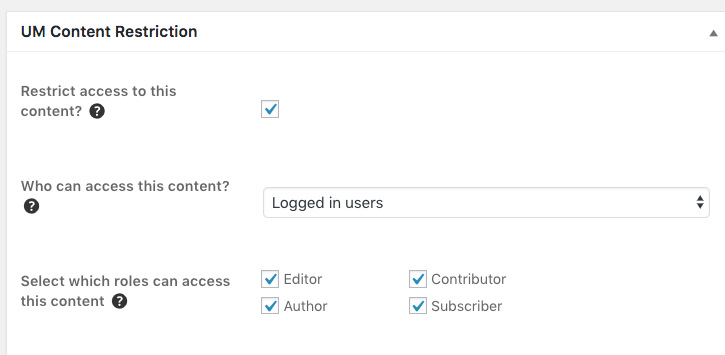 UM Content Restriction
Restrict access to this
content? ?
Who can access this content?
?
Logged in users
Select which roles can access
this content ?
Editor
Contributor
Author
Subscriber